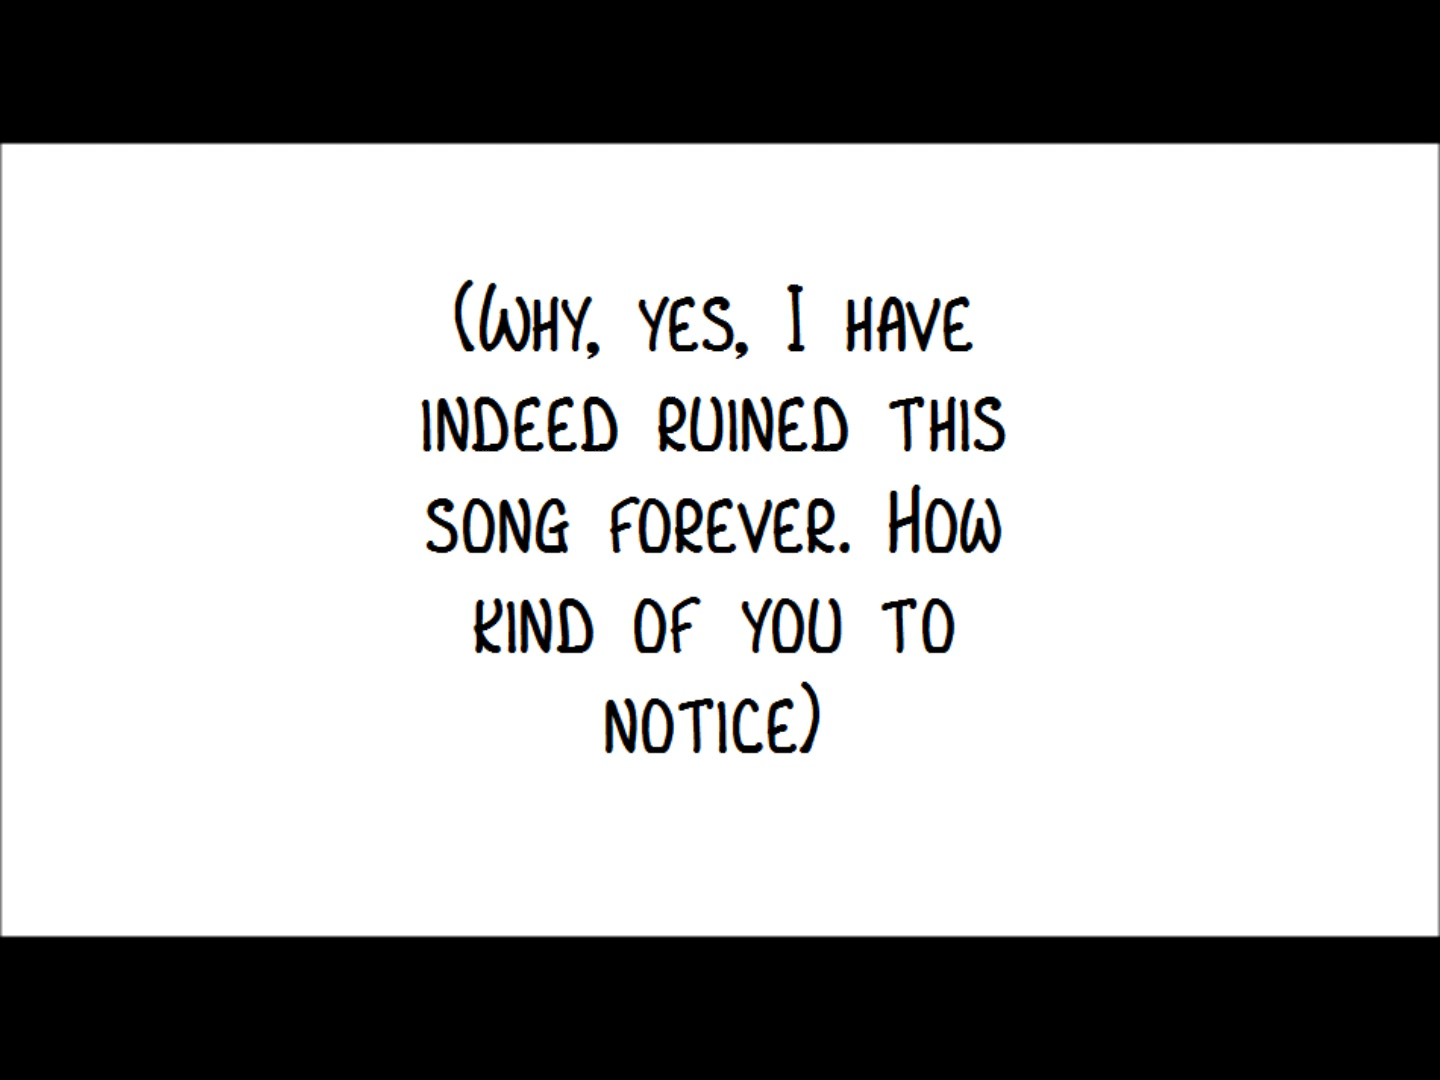 (Why, yes, I have
indeed ruined this
song forever. How
kind of you to
notice)